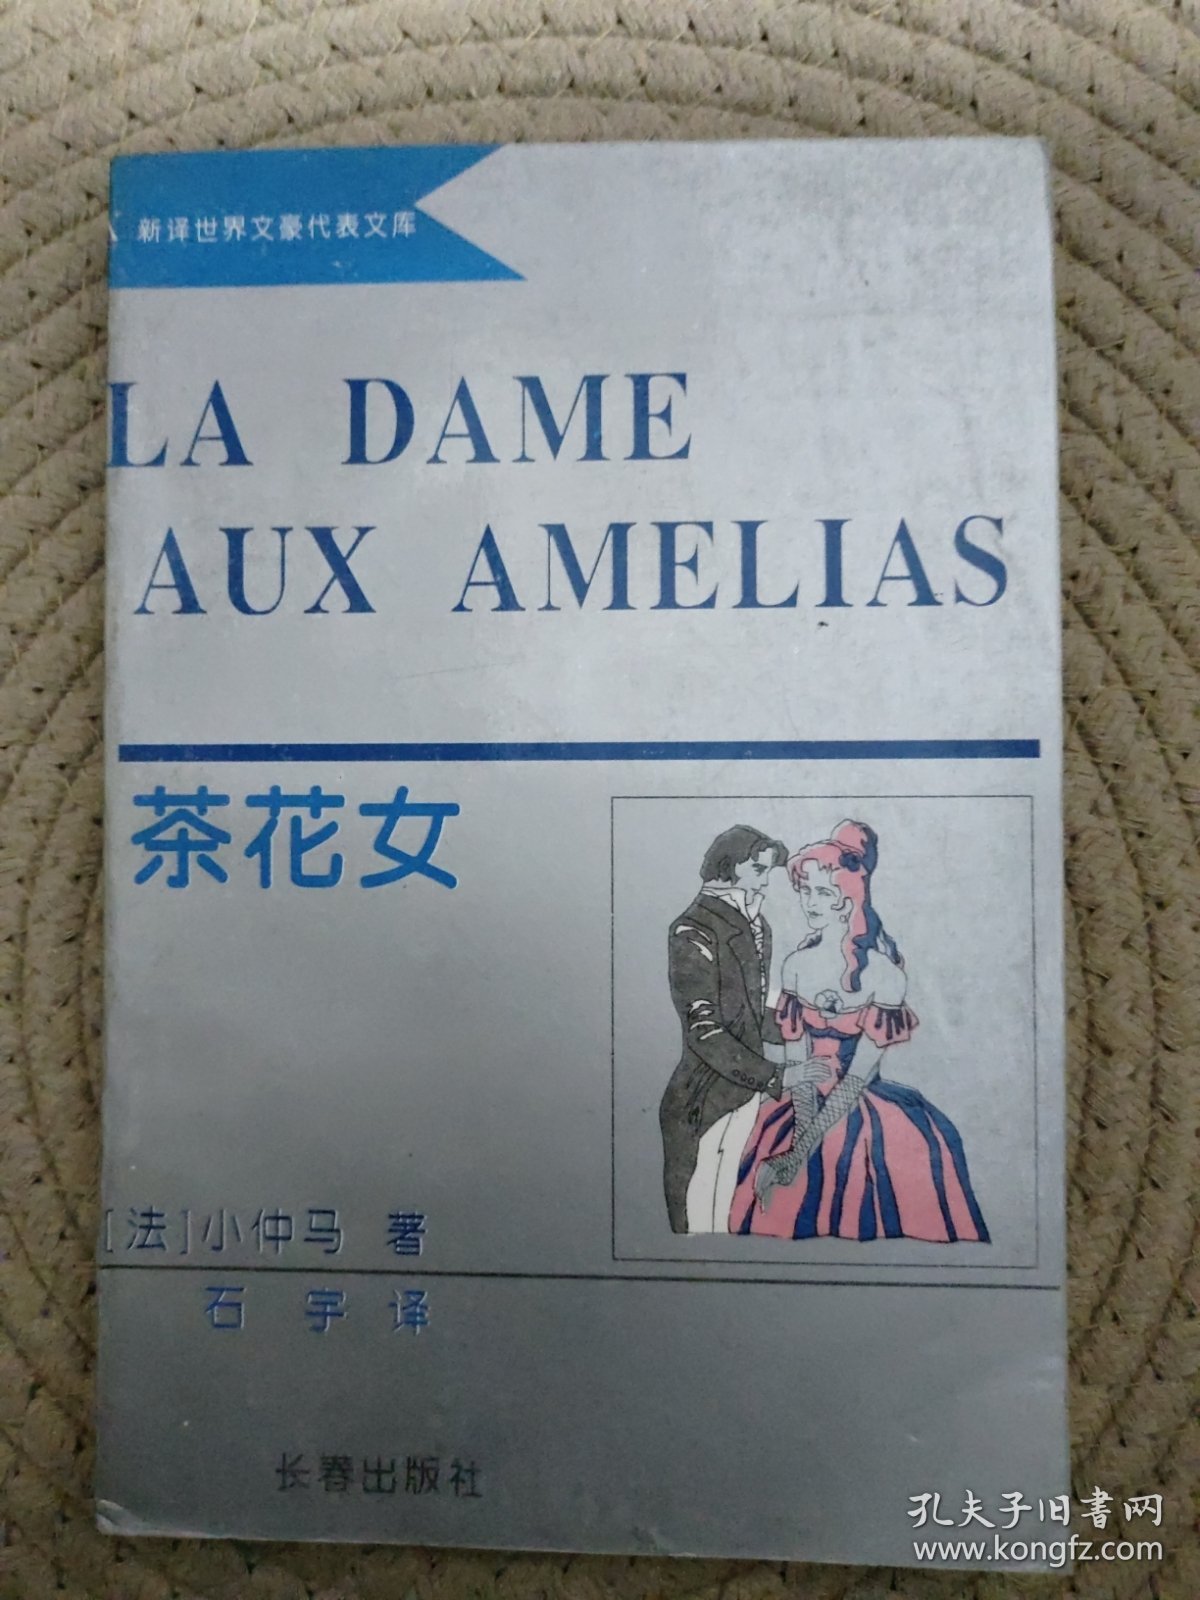 新译世界文豪代表文库
LA DAME
AUX AMELIAS
茶花女
[法]小仲马 著
石宇译
长春出版社
孔夫子旧书网
www.kongfz.com